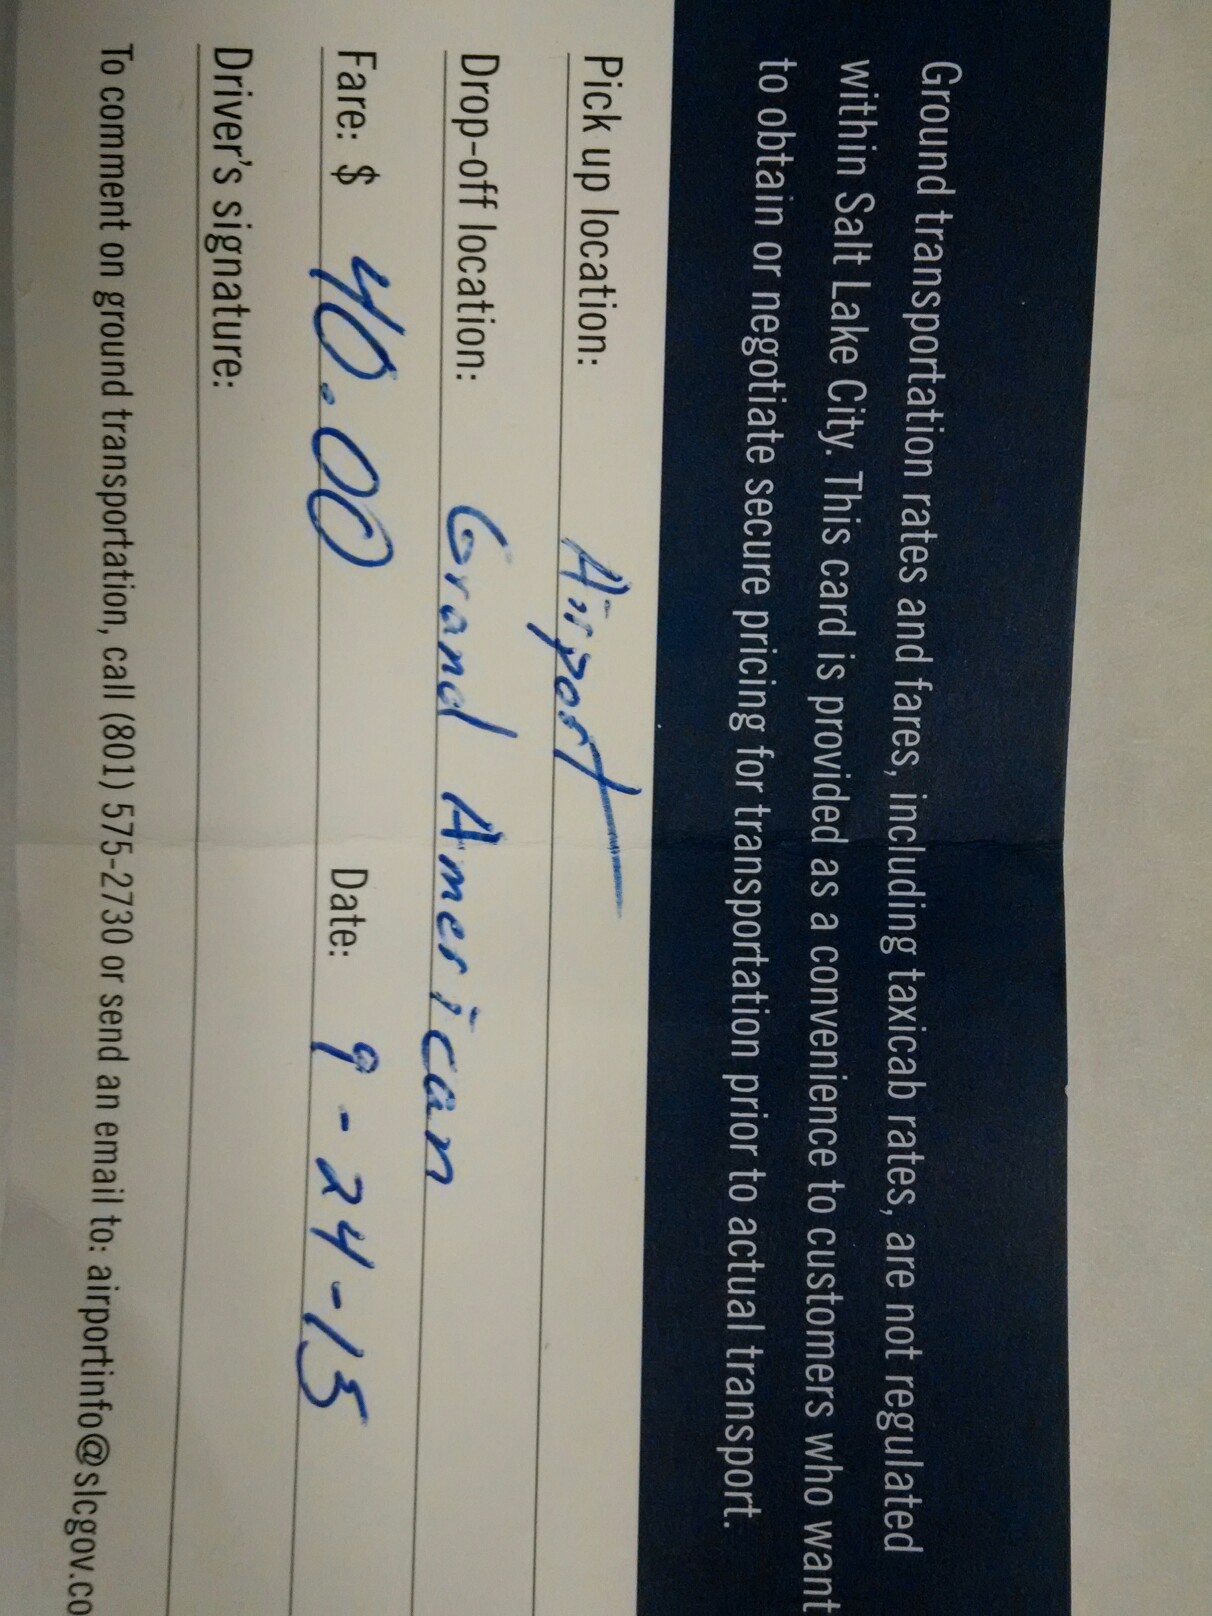 Ground transportation rates and fares, including taxicab rates, are not regulated
within Salt Lake City. This card is provided as a convenience to customers who want
to obtain or negotiate secure pricing for transportation prior to actual transport.
Pick up location: Airport
Drop-off location: Grand American
Fare: $ 40.00 Date: 9-24-15
Driver's signature:
To comment on ground transportation, call (801) 575-2730 or send an email to: airportinfo@slcgov.co